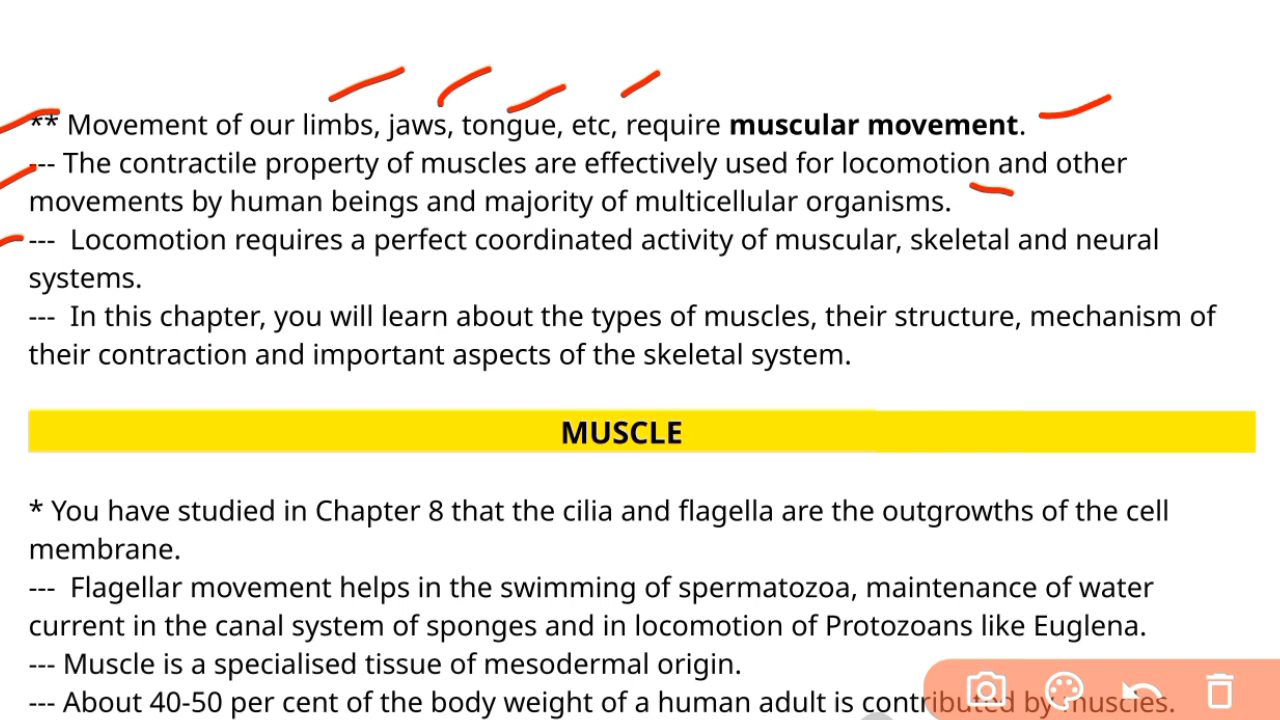 ** Movement of our limbs, jaws, tongue, etc, require muscular movement.
--- The contractile property of muscles are effectively used for locomotion and other
movements by human beings and majority of multicellular organisms.
--- Locomotion requires a perfect coordinated activity of muscular, skeletal and neural
systems.
--- In this chapter, you will learn about the types of muscles, their structure, mechanism of
their contraction and important aspects of the skeletal system.
MUSCLE
* You have studied in Chapter 8 that the cilia and flagella are the outgrowths of the cell
membrane.
--- Flagellar movement helps in the swimming of spermatozoa, maintenance of water
current in the canal system of sponges and in locomotion of Protozoans like Euglena.
--- Muscle is a specialised tissue of mesodermal origin.
--- About 40-50 per cent of the body weight of a human adult is contributed by muscles.